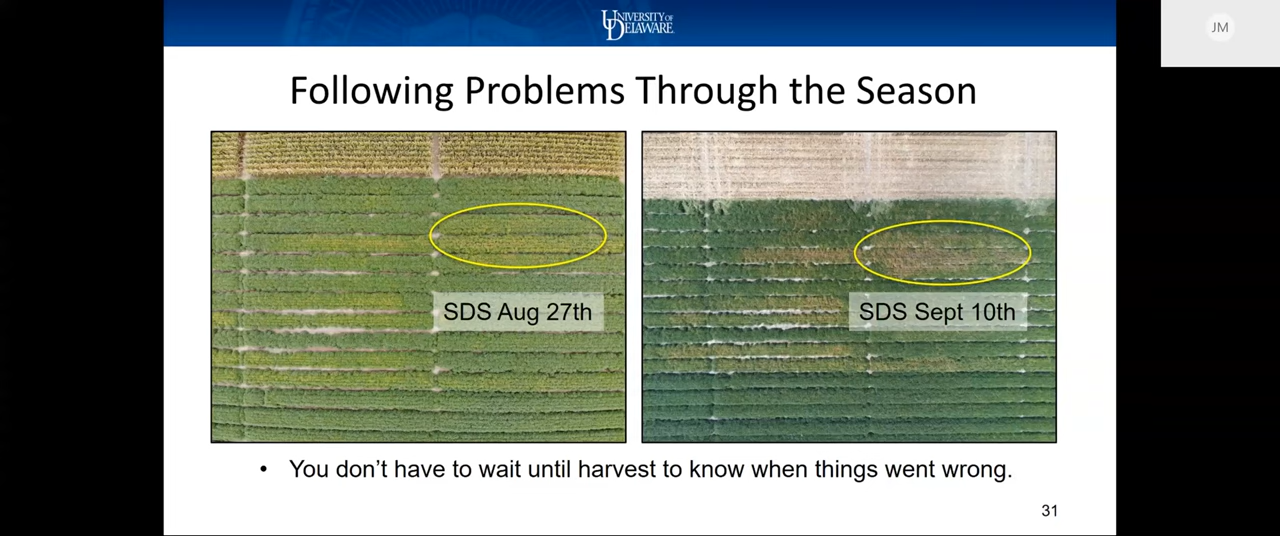 UNIVERSITY OF
DELAWARE
JM
Following Problems Through the Season
SDS Aug 27th
SDS Sept 10th
• You don’t have to wait until harvest to know when things went wrong.
31